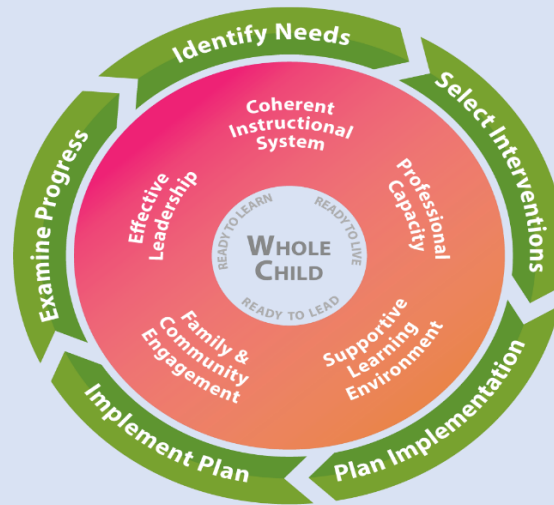 Identify Needs
Select Interventions
Plan Implementation
Implement Plan
Examine Progress
Coherent
Instructional
System
Professional
Capacity
Supportive
Learning
Environment
Family &
Community
Engagement
Effective
Leadership
READY TO LEARN
READY TO LIVE
READY TO LEAD
WHOLE
CHILD